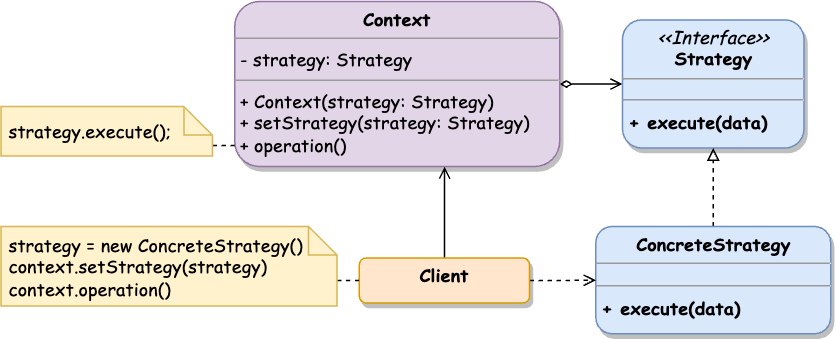 Context
- strategy: Strategy
+ Context(strategy: Strategy)
+ setStrategy(strategy: Strategy)
+ operation()
<<Interface>>
Strategy
+ execute(data)
strategy.execute();
strategy = new ConcreteStrategy()
context.setStrategy(strategy)
context.operation()
Client
ConcreteStrategy
+ execute(data)